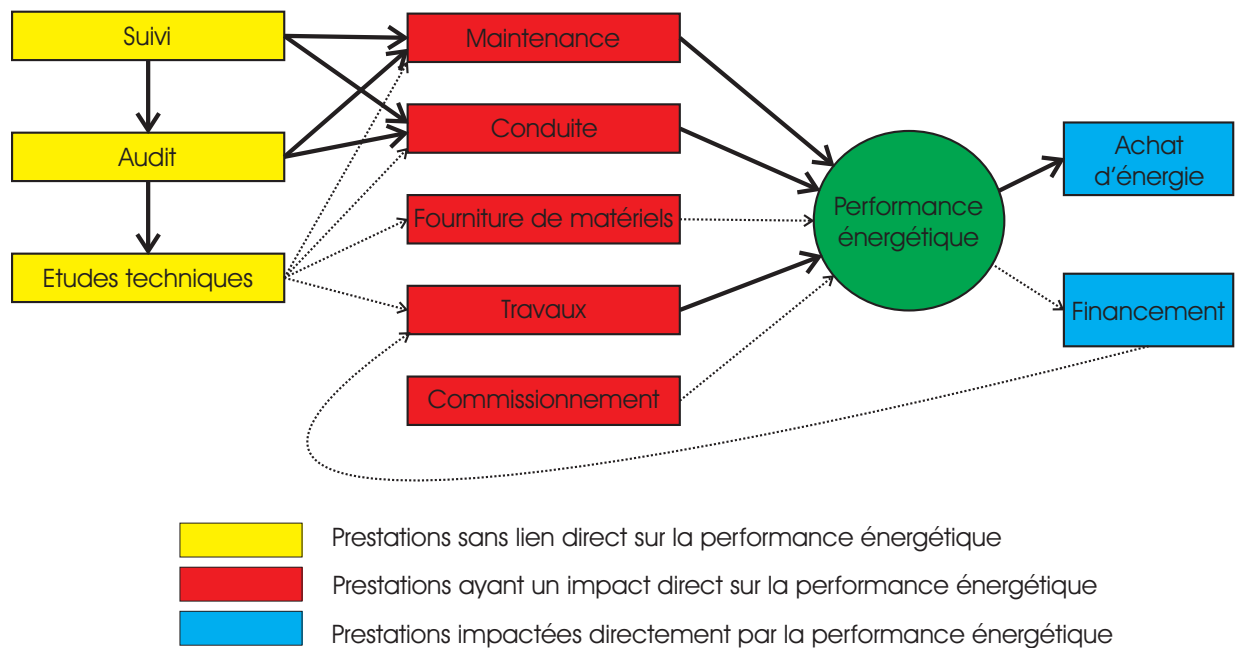 Suivi
Audit
Etudes techniques
Maintenance
Conduite
Fourniture de matériels
Travaux
Commissionnement
Performance
énergétique
Achat
d'énergie
Financement
Prestations sans lien direct sur la performance énergétique
Prestations ayant un impact direct sur la performance énergétique
Prestations impactées directement par la performance énergétique